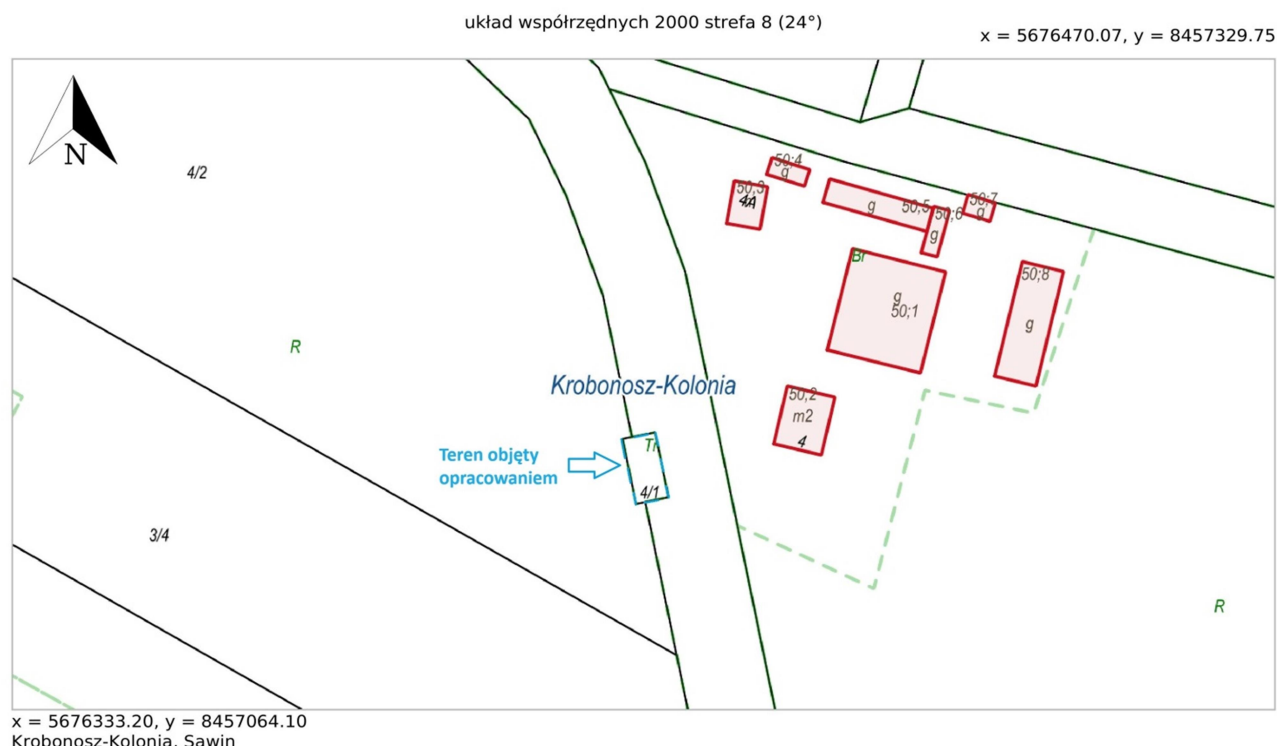 układ współrzędnych 2000 strefa 8 (24°)
x = 5676470.07, y = 8457329.75
N
4/2
50;4
g
50;3
4A
g
50;5
50;6
g
50;7
g
Br
g
50;1
50;8
g
R
Krobonosz-Kolonia
50;2
m2
4
Teren objęty
opracowaniem
Tr
4/1
3/4
R
x = 5676333.20, y = 8457064.10
Krobonosz-Kolonia, Sawin